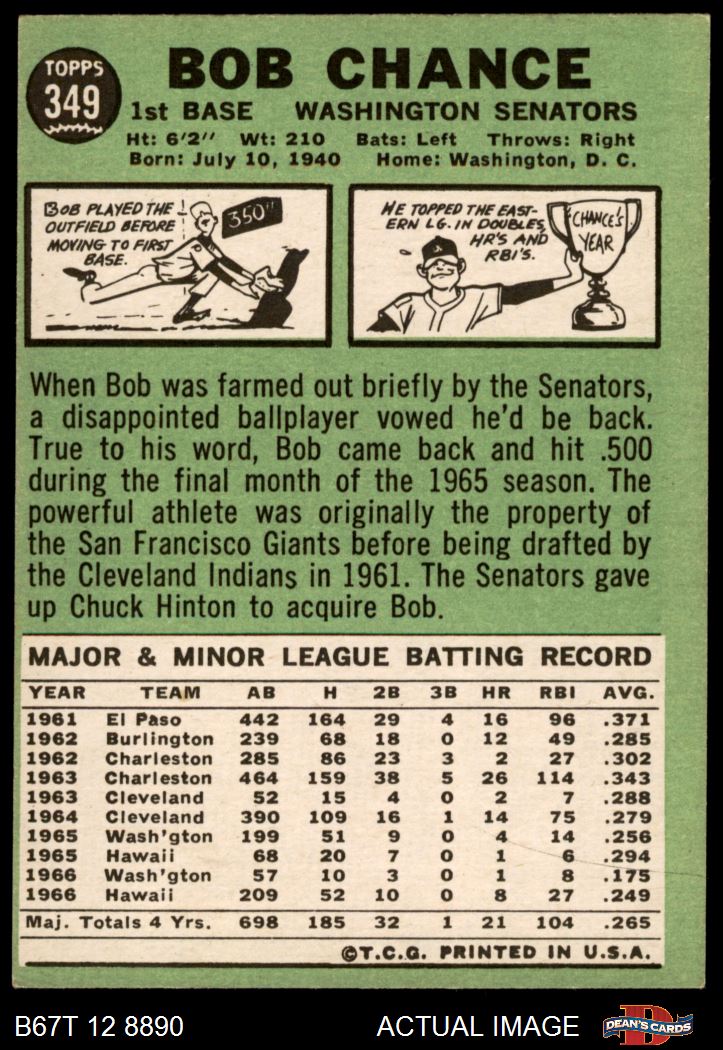 TOPPS
349
BOB CHANCE
1st BASE WASHINGTON SENATORS
Ht: 6'2" Wt: 210 Bats: Left Throws: Right
Born: July 10, 1940 Home: Washington, D. C.
BOB PLAYED THE
OUTFIELD BEFORE
MOVING TO FIRST
BASE.
350"
HE TOPPED THE EAST-
ERN LG. IN DOUBLES,
HR'S AND
RBI'S.
CHANCE'S
YEAR
When Bob was farmed out briefly by the Senators,
a disappointed ballplayer vowed he'd be back.
True to his word, Bob came back and hit .500
during the final month of the 1965 season. The
powerful athlete was originally the property of
the San Francisco Giants before being drafted by
the Cleveland Indians in 1961. The Senators gave
up Chuck Hinton to acquire Bob.
MAJOR & MINOR LEAGUE BATTING RECORD
YEAR TEAM AB H 2B 3B HR RBI AVG.
1961 El Paso 442 164 29 4 16 96 .371
1962 Burlington 239 68 18 0 12 49 .285
1962 Charleston 285 86 23 3 2 27 .302
1963 Charleston 464 159 38 5 26 114 .343
1963 Cleveland 52 15 4 0 2 7 .288
1964 Cleveland 390 109 16 1 14 75 .279
1965 Wash'gton 199 51 9 0 4 14 .256
1965 Hawaii 68 20 7 0 1 6 .294
1966 Wash'gton 57 10 3 0 1 8 .175
1966 Hawaii 209 52 10 0 8 27 .249
Maj. Totals 4 Yrs. 698 185 32 1 21 104 .265
©T.C.G. PRINTED IN U.S.A.
B67T 12 8890 ACTUAL IMAGE
D
DEAN'S CARDS